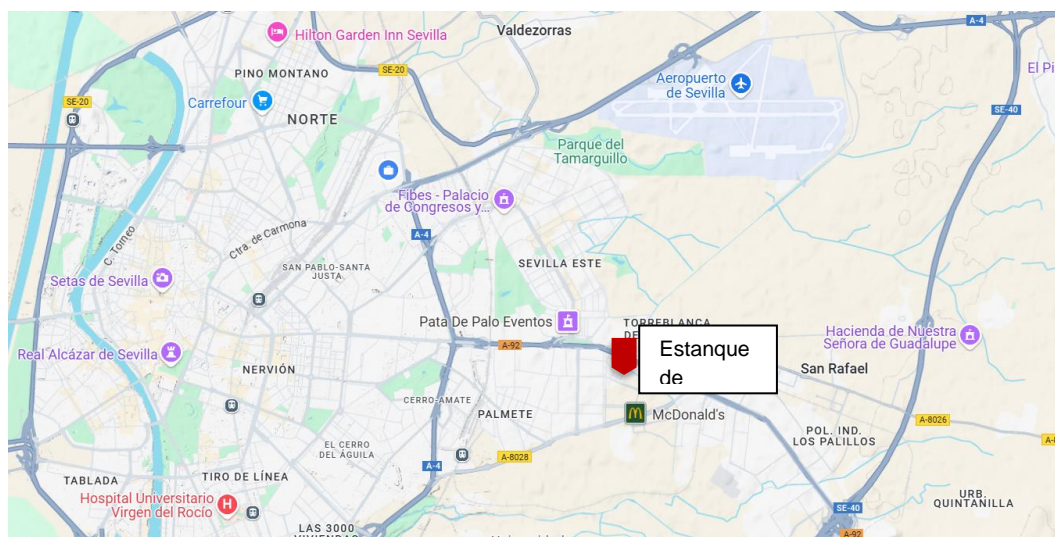 A-4
Hilton Garden Inn Sevilla
Valdezorras
PINO MONTANO
SE-20
Aeropuerto
de Sevilla
El Pi
SE-20
Carrefour
NORTE
SE-40
Parque del
Tamarguillo
Fibes - Palacio
de Congresos y...
C. Torneo
Ctra. de Carmona
A-4
SEVILLA ESTE
SAN PABLO-SANTA
JUSTA
Setas de Sevilla
Pata De Palo Eventos
TORREBLANCA
DE
Estanque
de
Hacienda de Nuestra
Señora de Guadalupe
A-92
Real Alcázar de Sevilla
NERVIÓN
San Rafael
CERRO-AMATE
PALMETE
McDonald's
A-8026
POL. IND.
LOS PALILLOS
EL CERRO
DEL ÁGUILA
A-8028
A-4
TABLADA
TIRO DE LÍNEA
Hospital Universitario
Virgen del Rocío
H
URB.
QUINTANILLA
SE-40
LAS 3000
VIVIENDAS
A-92